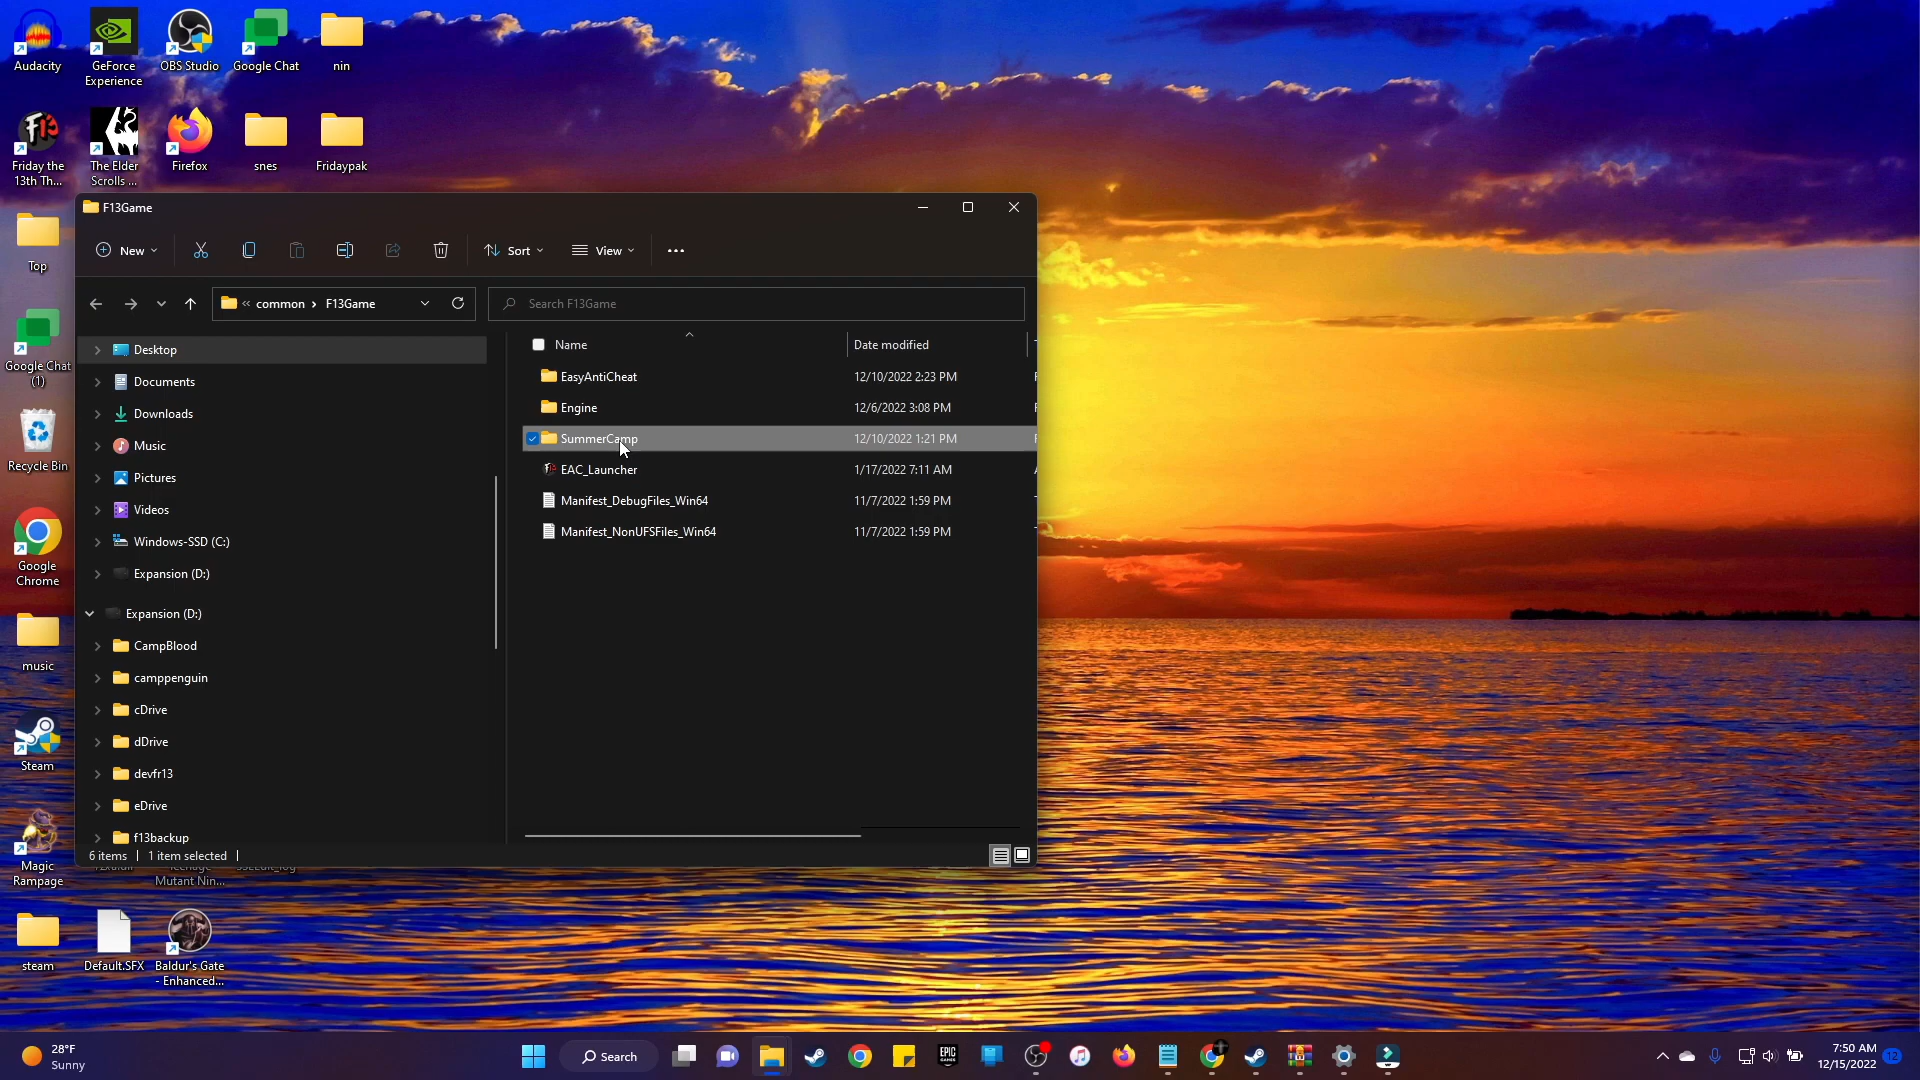 Audacity
GeForce
Experience
OBS Studio
Google Chat
nin
Friday the
13th Th...
The Elder
Scrolls ...
Firefox
snes
Fridaypak
Top
Google Chat
(1)
Recycle Bin
Google
Chrome
music
Steam
Magic
Rampage
Mutant Nin...
steam
Default.SFX
Baldur's Gate
- Enhanced...
F13Game
New
Sort
View
« common › F13Game
Search F13Game
Desktop
Documents
Downloads
Music
Pictures
Videos
Windows-SSD (C:)
Expansion (D:)
Expansion (D:)
CampBlood
camppenguin
cDrive
dDrive
devfr13
eDrive
f13backup
Name Date modified
EasyAntiCheat 12/10/2022 2:23 PM
Engine 12/6/2022 3:08 PM
SummerCamp 12/10/2022 1:21 PM
EAC_Launcher 1/17/2022 7:11 AM
Manifest_DebugFiles_Win64 11/7/2022 1:59 PM
Manifest_NonUFSFiles_Win64 11/7/2022 1:59 PM
6 items | 1 item selected |
28°F
Sunny
Search
EPIC
GAMES
7:50 AM
12/15/2022
12